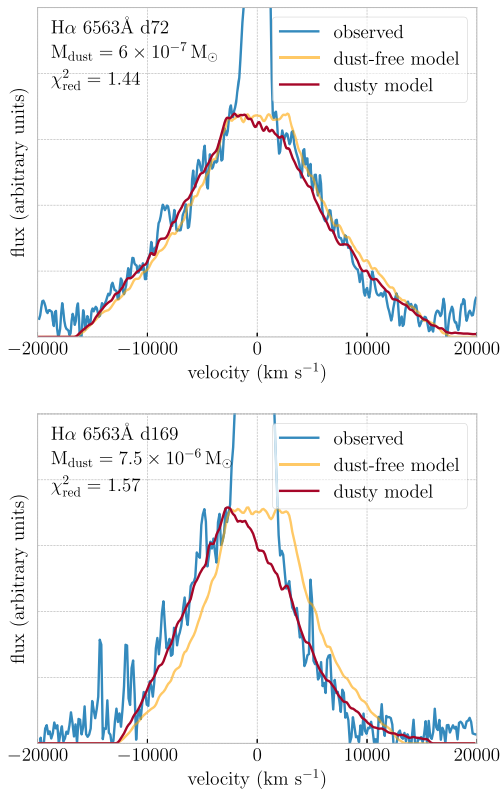 Hα 6563Å d72
M_dust = 6 × 10⁻⁷ M⊙
χ²_red = 1.44
observed
dust-free model
dusty model
flux (arbitrary units)
−20000 −10000 0 10000 20000
velocity (km s⁻¹)
Hα 6563Å d169
M_dust = 7.5 × 10⁻⁶ M⊙
χ²_red = 1.57
observed
dust-free model
dusty model
flux (arbitrary units)
−20000 −10000 0 10000 20000
velocity (km s⁻¹)